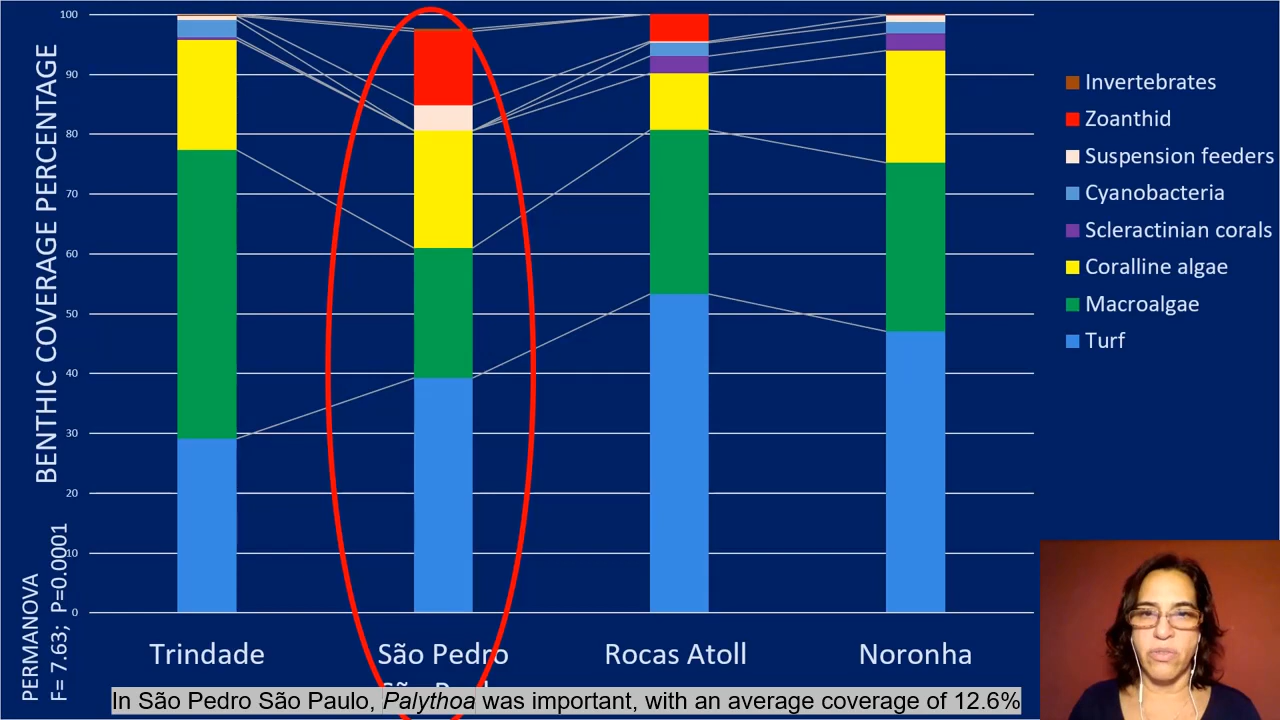 BENTHIC COVERAGE PERCENTAGE
PERMANOVA
F= 7.63; P=0.0001
100
90
80
70
60
50
40
30
20
10
0
Invertebrates
Zoanthid
Suspension feeders
Cyanobacteria
Scleractinian corals
Coralline algae
Macroalgae
Turf
Trindade
São Pedro
Rocas Atoll
Noronha
In São Pedro São Paulo, Palythoa was important, with an average coverage of 12.6%